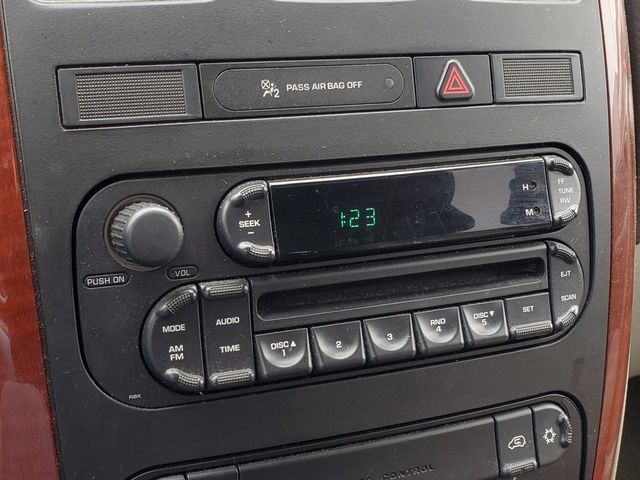 PASS AIR BAG OFF
+ SEEK -
1:23
H
M
FF
TUNE
RW
PUSH ON
VOL
MODE
AUDIO
AM
FM
TIME
DISC ▲
1
2
3
RND
4
DISC ▼
5
SET
EJT
SCAN
RBK
CONTROL